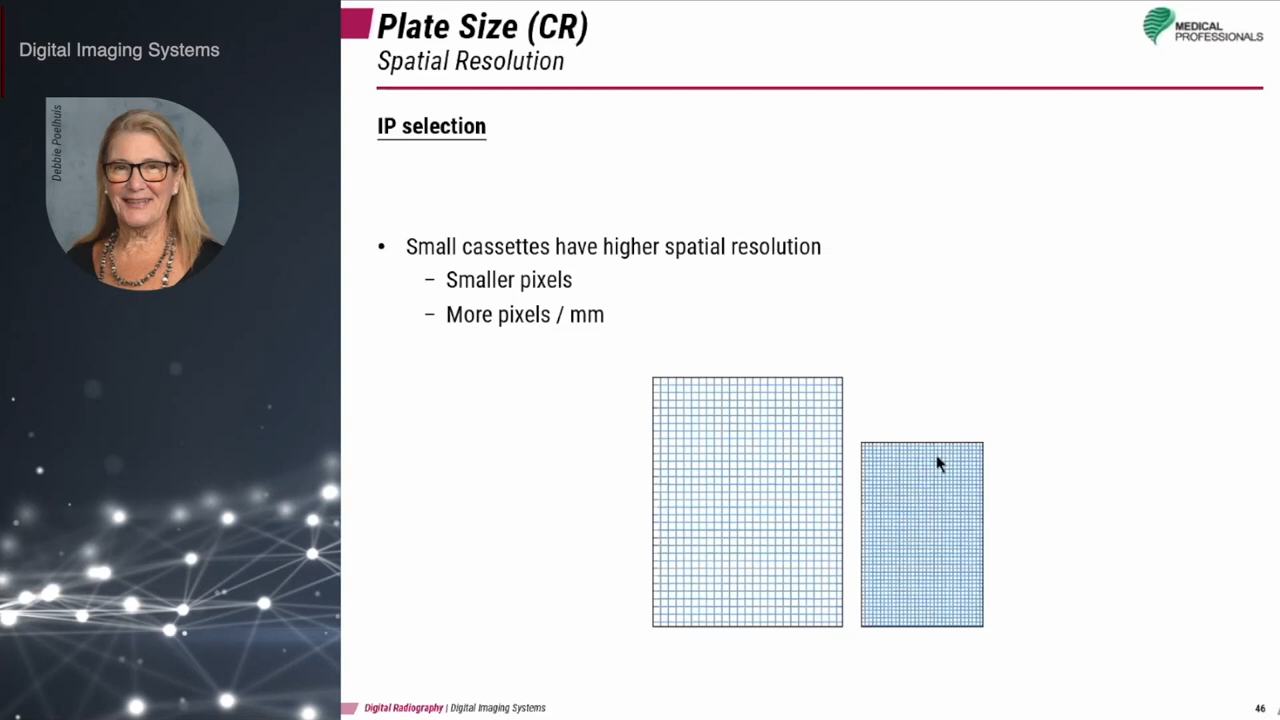 Digital Imaging Systems
Debbie Poelhuis
Plate Size (CR)
Spatial Resolution
MEDICAL
PROFESSIONALS
IP selection
• Small cassettes have higher spatial resolution
– Smaller pixels
– More pixels / mm
Digital Radiography | Digital Imaging Systems
46